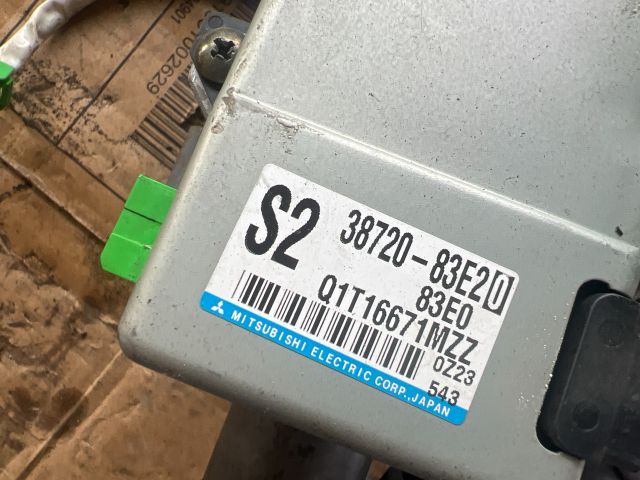 S2
38720-83E20
83E0
Q1T16671MZZ
0Z23
543
MITSUBISHI ELECTRIC CORP., JAPAN